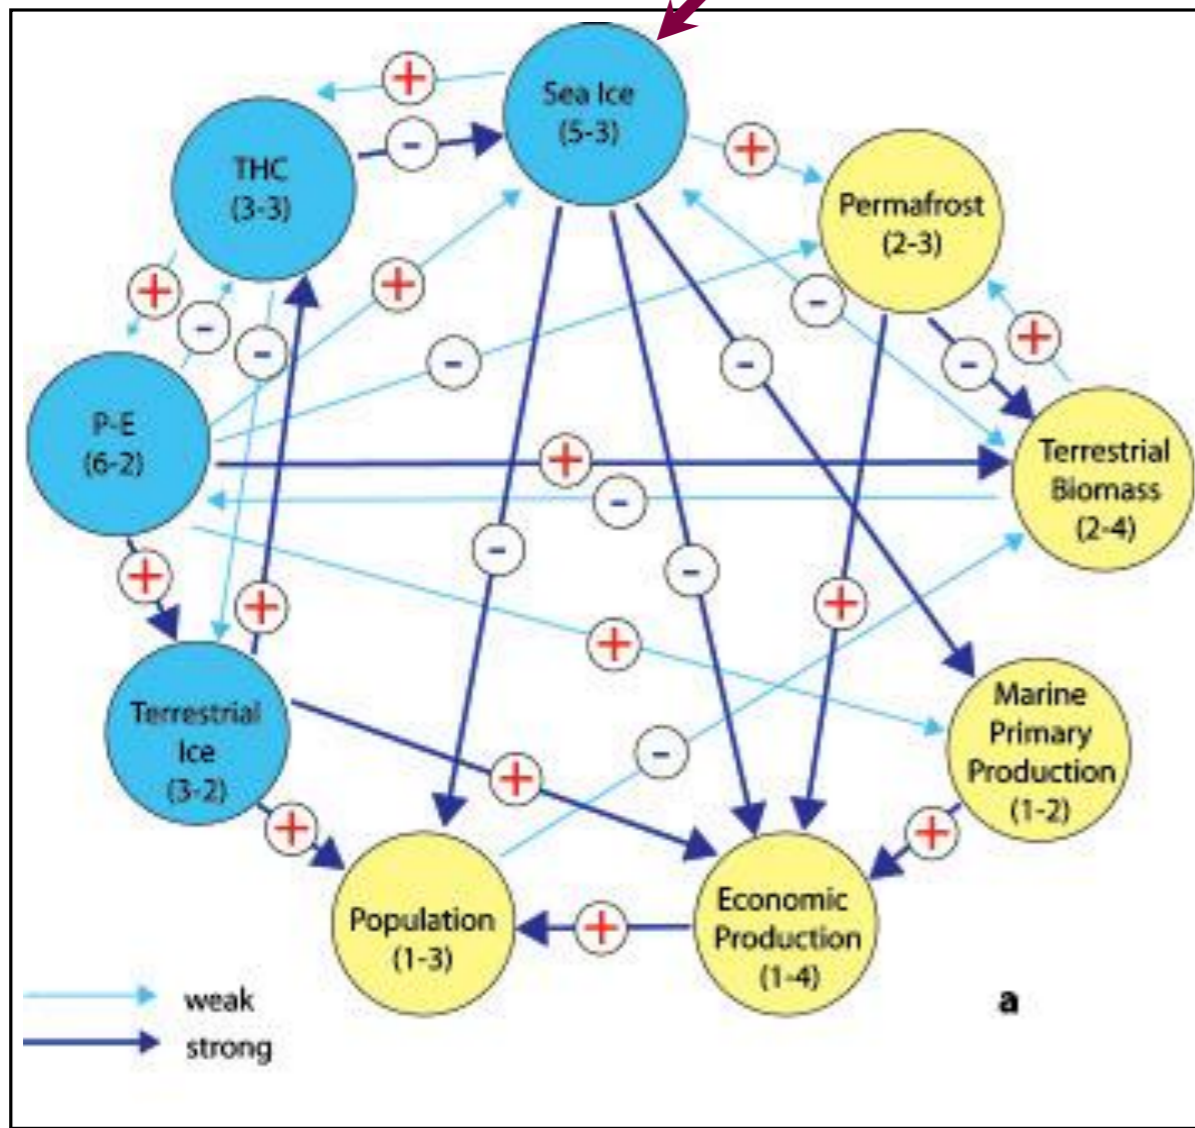 Sea Ice
(5-3)
THC
(3-3)
Permafrost
(2-3)
P-E
(6-2)
Terrestrial
Biomass
(2-4)
Terrestrial
Ice
(3-2)
Marine
Primary
Production
(1-2)
Population
(1-3)
Economic
Production
(1-4)
weak
strong
a
+
-
+
+
-
+
-
-
-
-
+
-
+
-
+
-
-
+
+
+
-
+
+
+
+